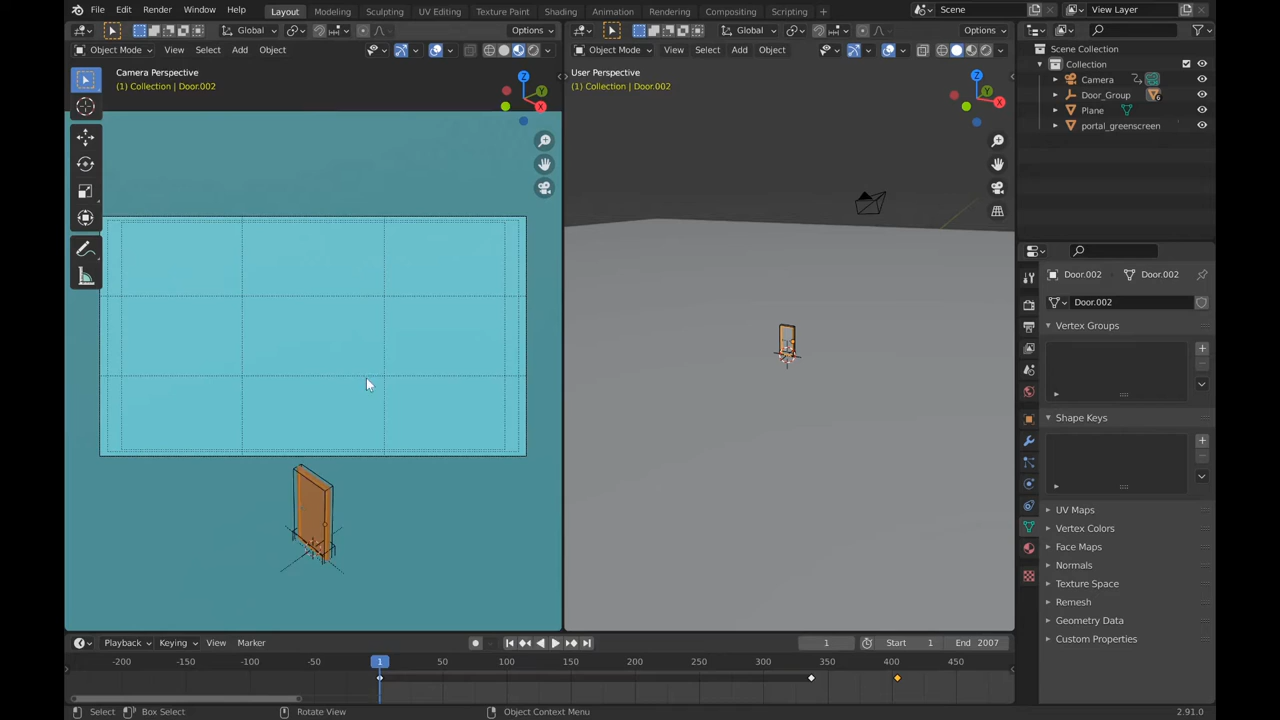 File Edit Render Window Help Layout Modeling Sculpting UV Editing Texture Paint Shading Animation Rendering Compositing Scripting + Scene View Layer
Global Options Global Options
Object Mode View Select Add Object Object Mode View Select Add Object
Scene Collection
Collection
Camera
Door_Group 6
Plane
portal_greenscreen
Camera Perspective
(1) Collection | Door.002
User Perspective
(1) Collection | Door.002
Z
Y
X
Z
Y
X
Door.002 Door.002
Door.002
Vertex Groups
Shape Keys
UV Maps
Vertex Colors
Face Maps
Normals
Texture Space
Remesh
Geometry Data
Custom Properties
Playback Keying View Marker 1 Start 1 End 2007
-200 -150 -100 -50 1 50 100 150 200 250 300 350 400 450
Select Box Select Rotate View Object Context Menu 2.91.0